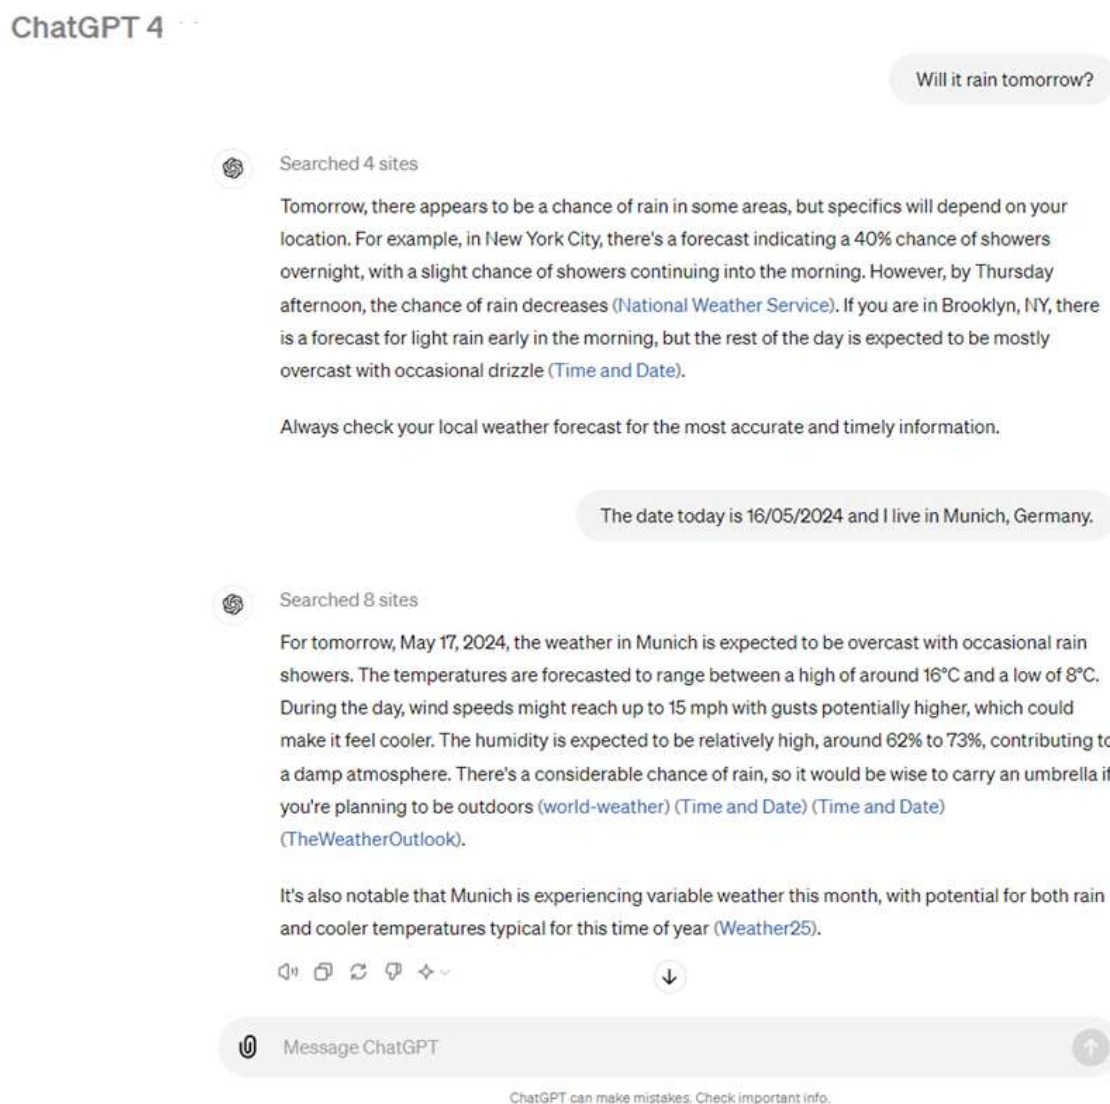 ChatGPT 4
Will it rain tomorrow?
Searched 4 sites
Tomorrow, there appears to be a chance of rain in some areas, but specifics will depend on your
location. For example, in New York City, there's a forecast indicating a 40% chance of showers
overnight, with a slight chance of showers continuing into the morning. However, by Thursday
afternoon, the chance of rain decreases (National Weather Service). If you are in Brooklyn, NY, there
is a forecast for light rain early in the morning, but the rest of the day is expected to be mostly
overcast with occasional drizzle (Time and Date).
Always check your local weather forecast for the most accurate and timely information.
The date today is 16/05/2024 and I live in Munich, Germany.
Searched 8 sites
For tomorrow, May 17, 2024, the weather in Munich is expected to be overcast with occasional rain
showers. The temperatures are forecasted to range between a high of around 16°C and a low of 8°C.
During the day, wind speeds might reach up to 15 mph with gusts potentially higher, which could
make it feel cooler. The humidity is expected to be relatively high, around 62% to 73%, contributing to
a damp atmosphere. There's a considerable chance of rain, so it would be wise to carry an umbrella if
you're planning to be outdoors (world-weather) (Time and Date) (Time and Date)
(TheWeatherOutlook).
It's also notable that Munich is experiencing variable weather this month, with potential for both rain
and cooler temperatures typical for this time of year (Weather25).
Message ChatGPT
ChatGPT can make mistakes. Check important info.